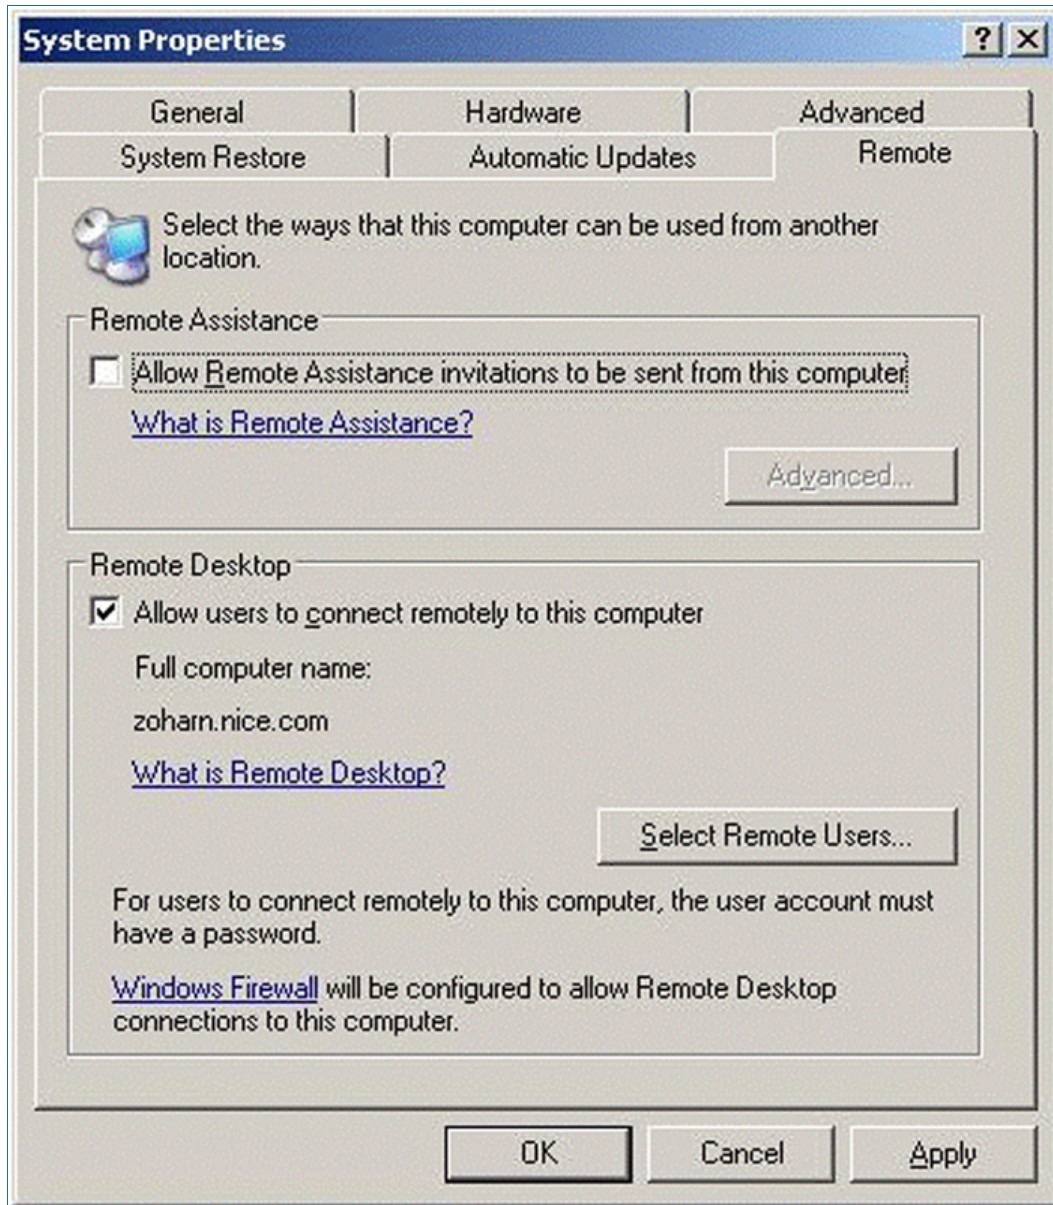 System Properties
General
Hardware
Advanced
System Restore
Automatic Updates
Remote
Select the ways that this computer can be used from another
location.
Remote Assistance
Allow Remote Assistance invitations to be sent from this computer
What is Remote Assistance?
Advanced...
Remote Desktop
Allow users to connect remotely to this computer
Full computer name:
zoharn.nice.com
What is Remote Desktop?
Select Remote Users...
For users to connect remotely to this computer, the user account must
have a password.
Windows Firewall will be configured to allow Remote Desktop
connections to this computer.
OK
Cancel
Apply